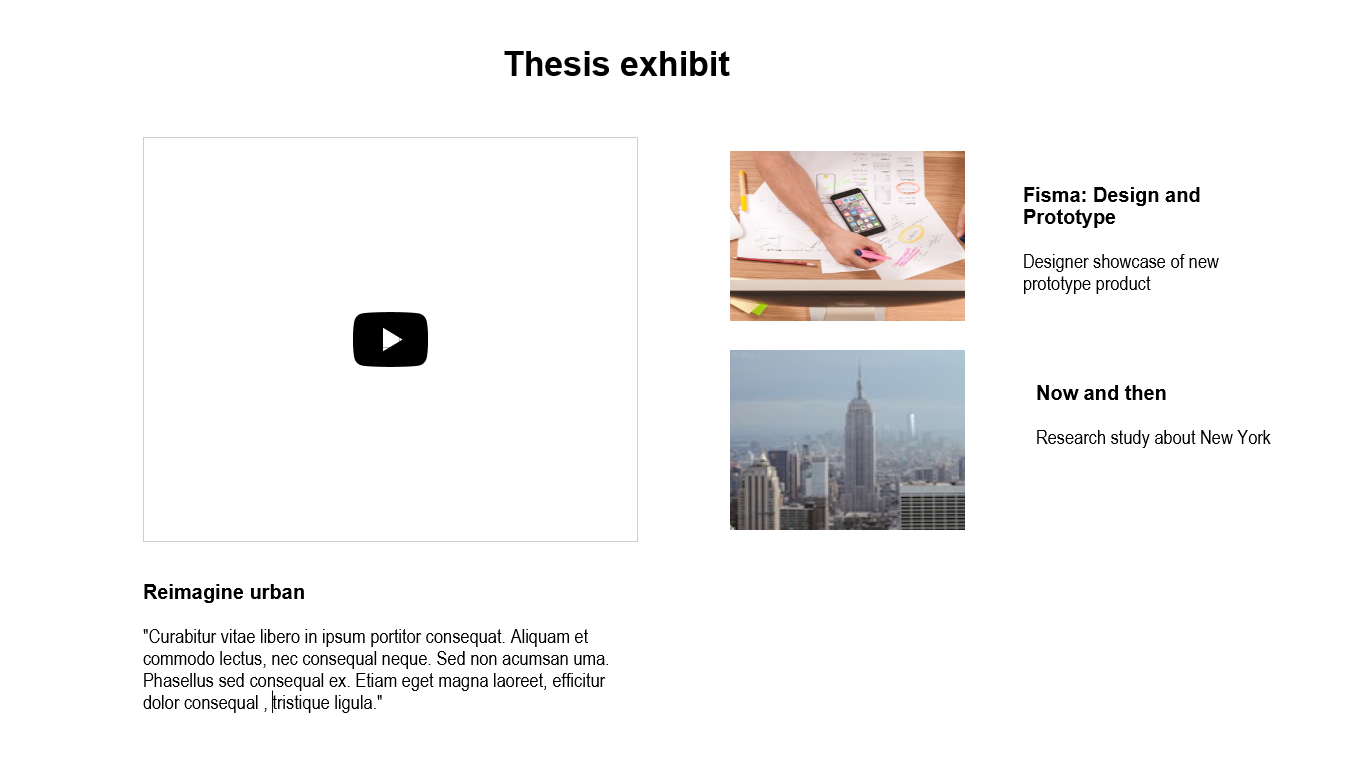 Thesis exhibit
Fisma: Design and
Prototype
Designer showcase of new
prototype product
Now and then
Research study about New York
Reimagine urban
"Curabitur vitae libero in ipsum portitor consequat. Aliquam et
commodo lectus, nec consequal neque. Sed non acumsan uma.
Phasellus sed consequal ex. Etiam eget magna laoreet, efficitur
dolor consequal , tristique ligula."